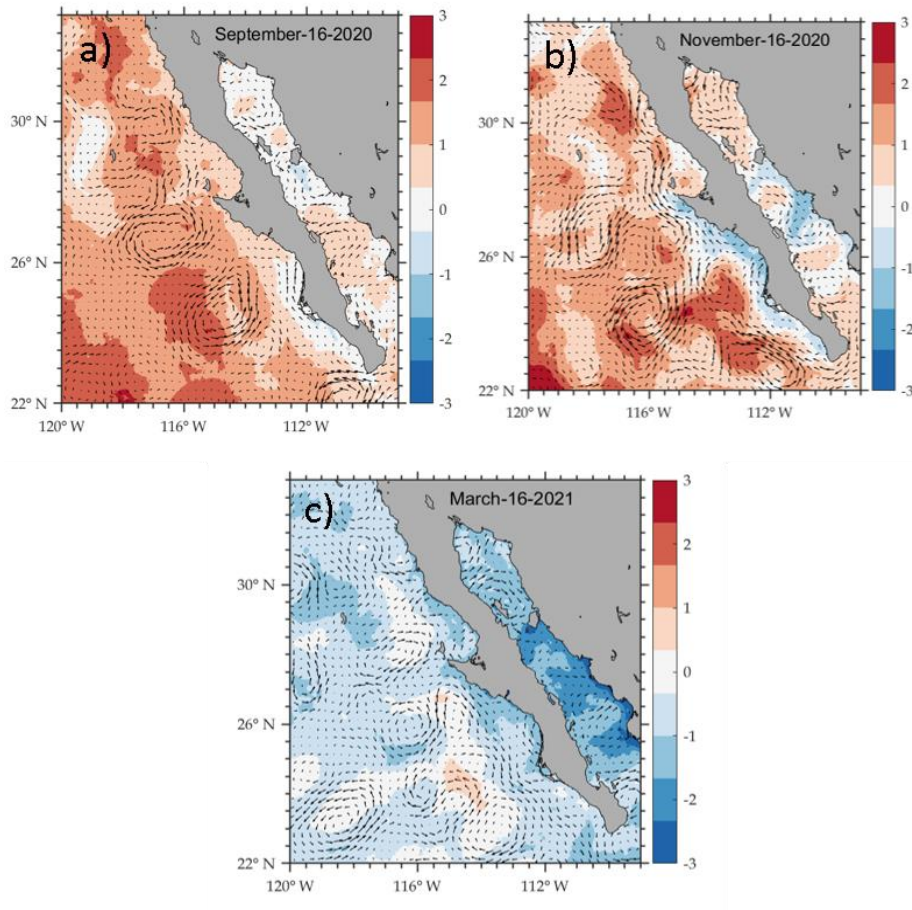 a)
September-16-2020
30° N
26° N
22° N
120° W
116° W
112° W
3
2
1
0
-1
-2
-3
b)
November-16-2020
30° N
26° N
22° N
120° W
116° W
112° W
3
2
1
0
-1
-2
-3
c)
March-16-2021
30° N
26° N
22° N
120° W
116° W
112° W
3
2
1
0
-1
-2
-3